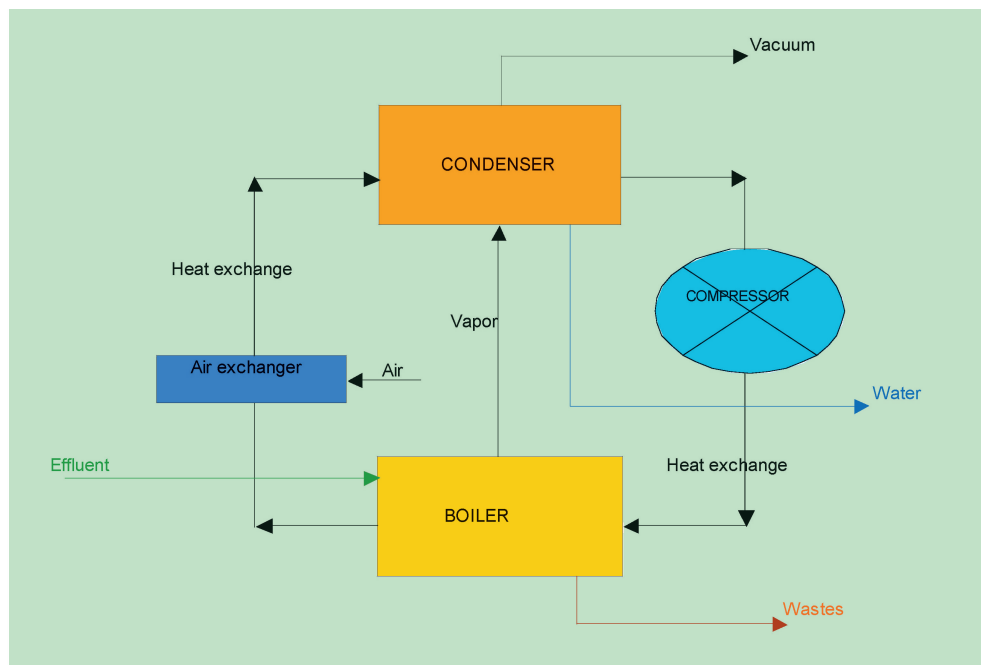 Vacuum
CONDENSER
Heat exchange
COMPRESSOR
Vapor
Air exchanger
Air
Water
Effluent
Heat exchange
BOILER
Wastes